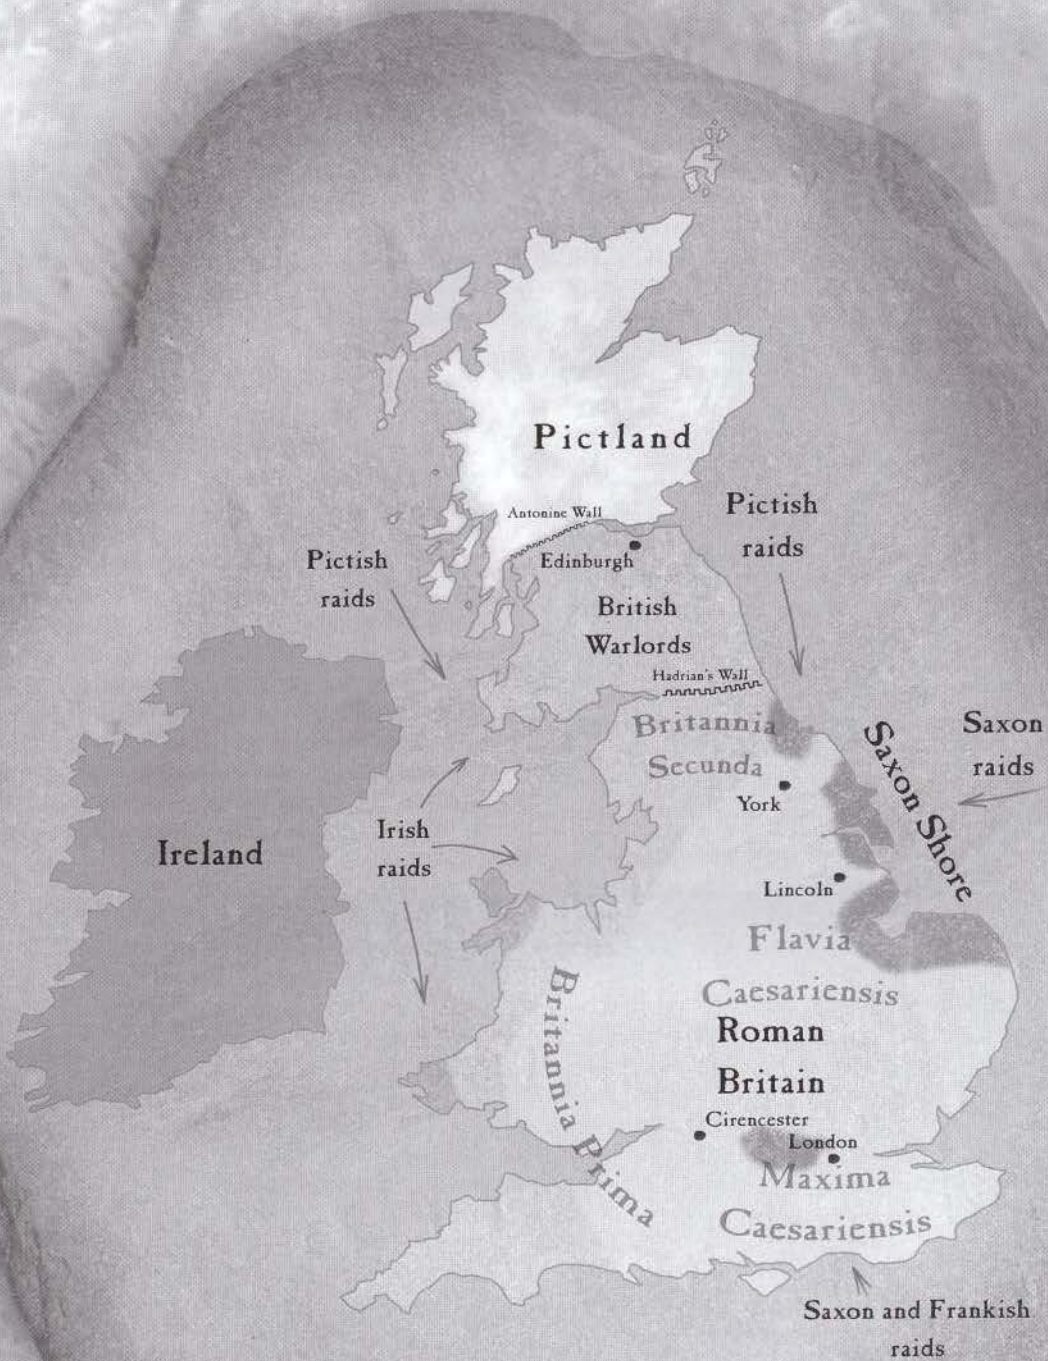 Pictland
Antonine Wall
Edinburgh
Pictish
raids
Pictish
raids
British
Warlords
Hadrian's Wall
Britannia
Secunda
York
Saxon Shore
Saxon
raids
Irish
raids
Ireland
Lincoln
Flavia
Caesariensis
Britannia Prima
Roman
Britain
Cirencester
London
Maxima
Caesariensis
Saxon and Frankish
raids